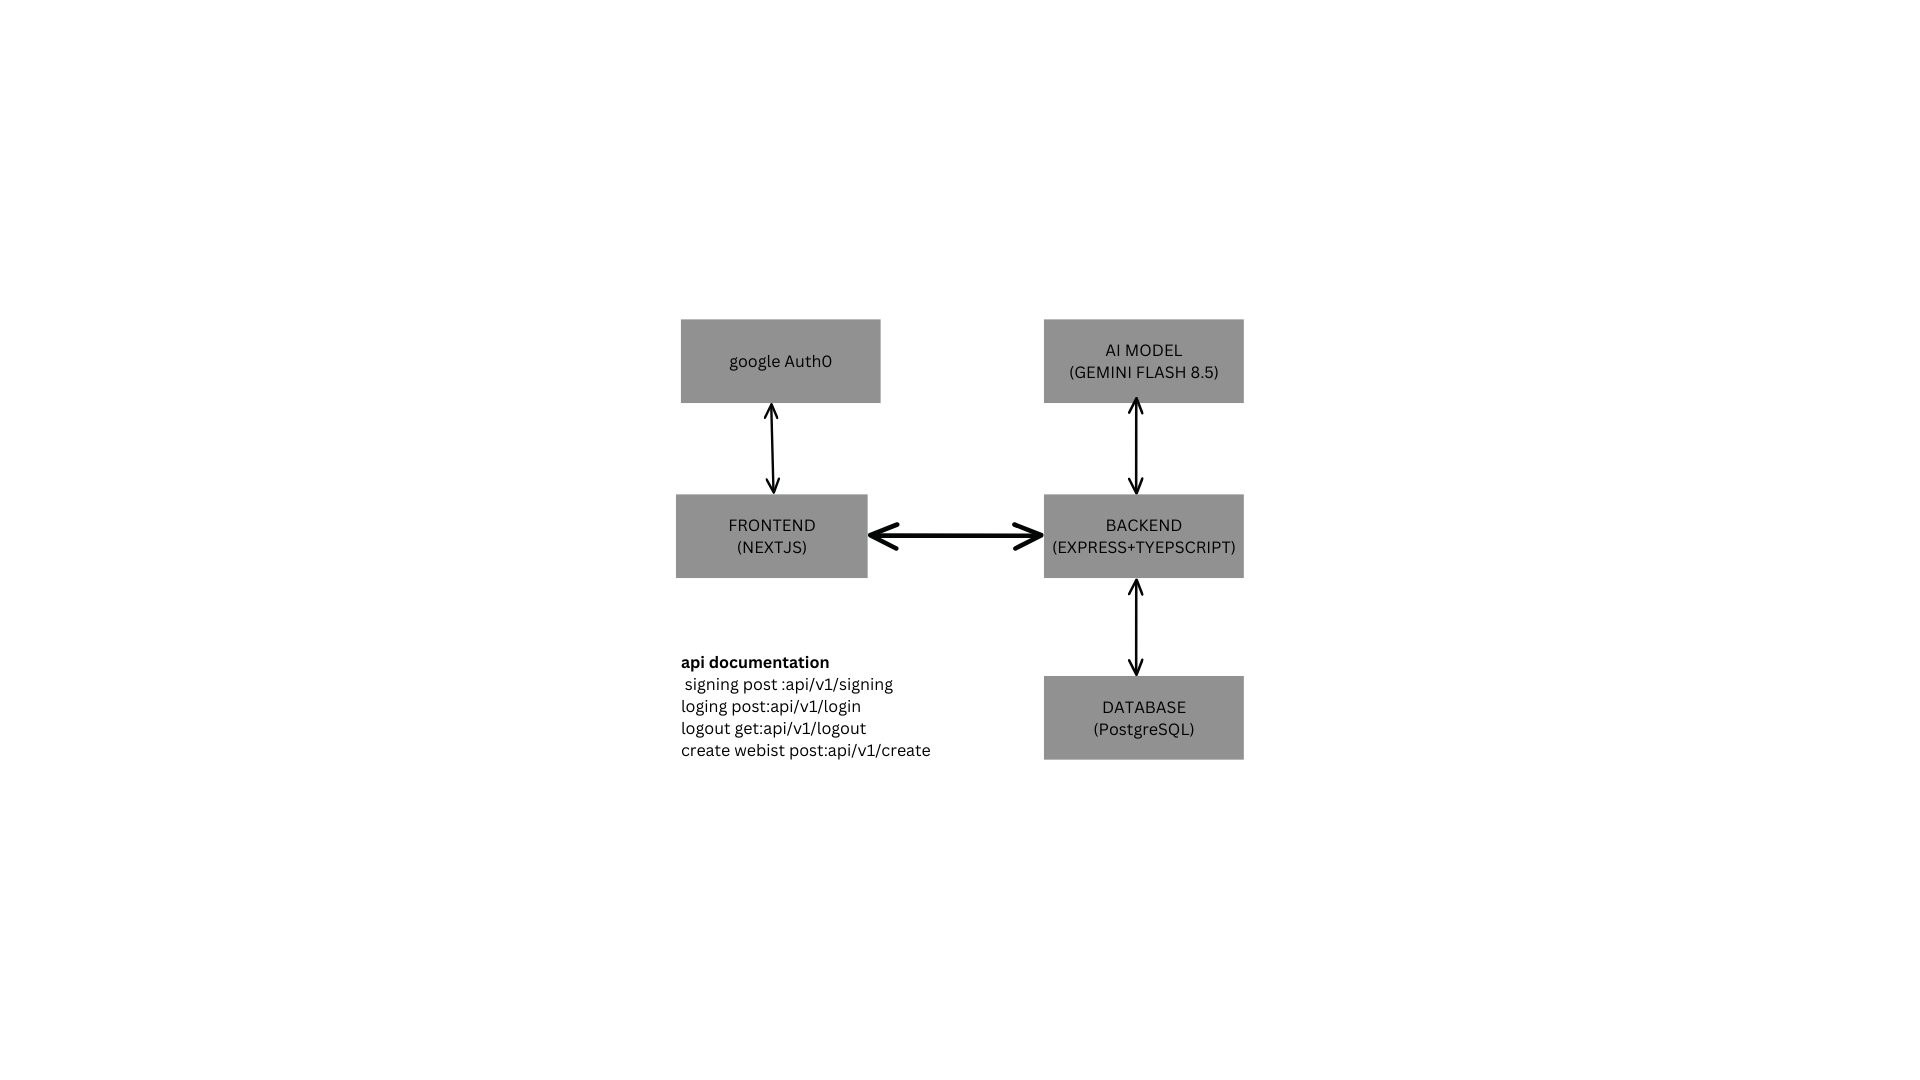 google Auth0
AI MODEL
(GEMINI FLASH 8.5)
FRONTEND
(NEXTJS)
BACKEND
(EXPRESS+TYEPSCRIPT)
api documentation
signing post :api/v1/signing
loging post:api/v1/login
logout get:api/v1/logout
create webist post:api/v1/create
DATABASE
(PostgreSQL)